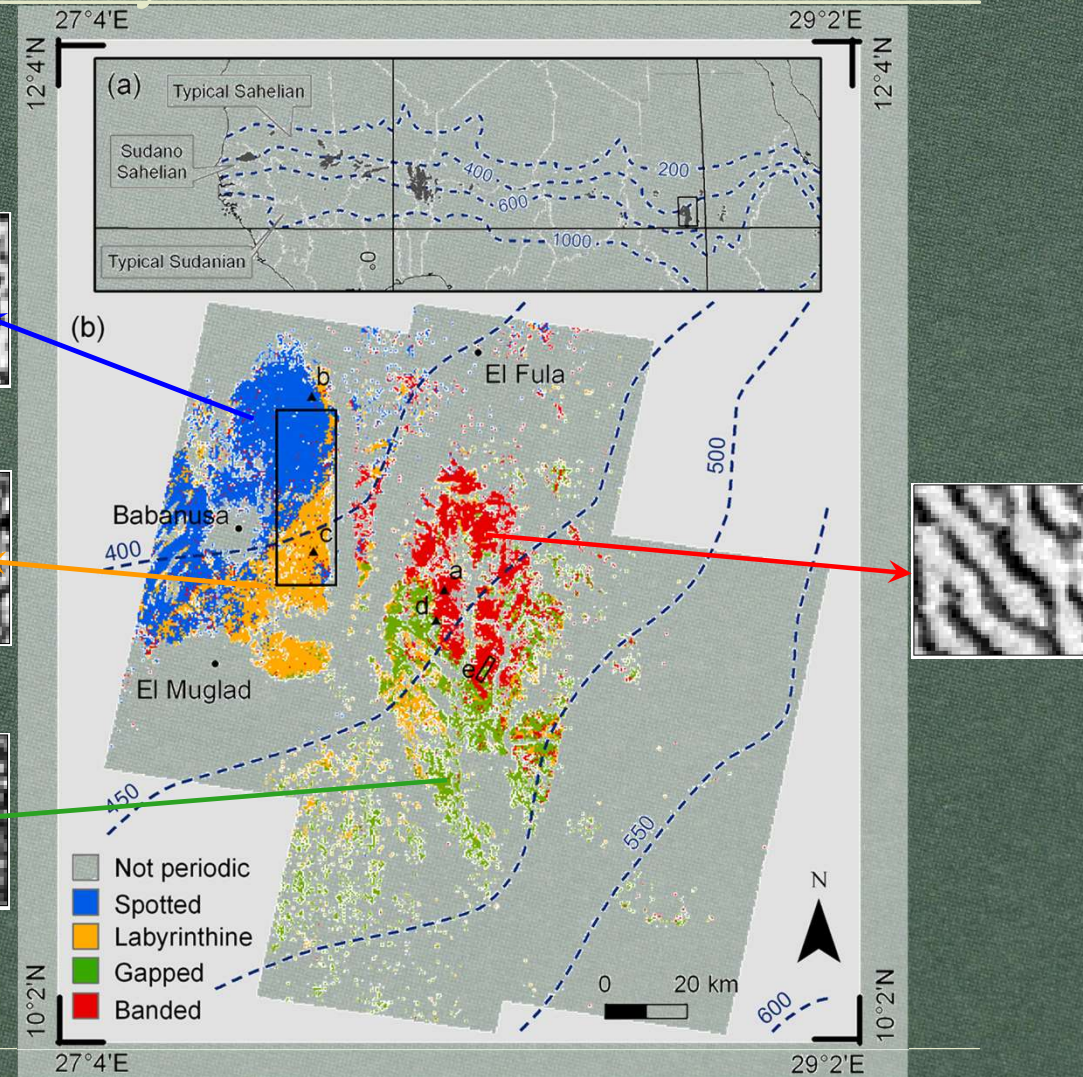 27°4'E
29°2'E
12°4'N
12°4'N
(a)
Typical Sahelian
Sudano
Sahelian
Typical Sudanian
200
400
600
1000
0°
(b)
El Fula
b
500
Babanusa
400
c
a
d
e
El Muglad
450
550
Not periodic
Spotted
Labyrinthine
Gapped
Banded
N
0 20 km
600
10°2'N
10°2'N
27°4'E
29°2'E